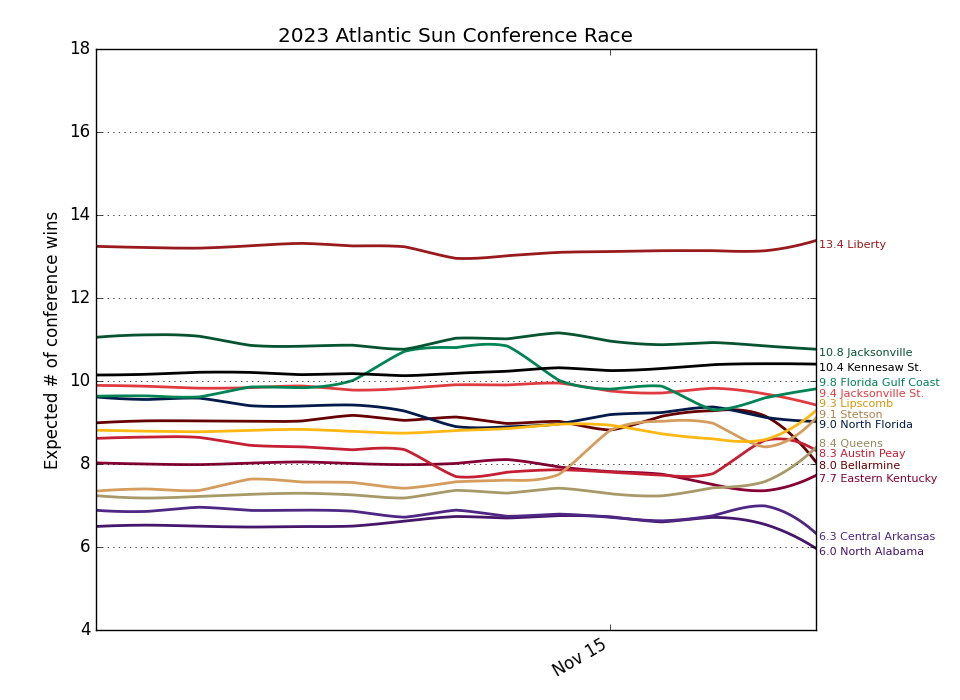 2023 Atlantic Sun Conference Race
Expected # of conference wins
18
16
14
12
10
8
6
4
Nov 15
13.4 Liberty
10.8 Jacksonville
10.4 Kennesaw St.
9.8 Florida Gulf Coast
9.4 Jacksonville St.
9.3 Lipscomb
9.1 Stetson
9.0 North Florida
8.4 Queens
8.3 Austin Peay
8.0 Bellarmine
7.7 Eastern Kentucky
6.3 Central Arkansas
6.0 North Alabama